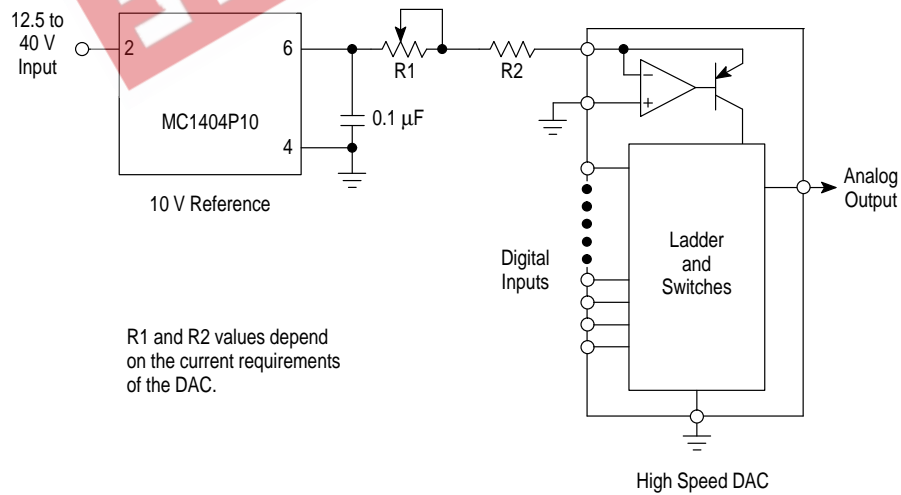 12.5 to
40 V
Input
2
6
MC1404P10
4
10 V Reference
0.1 µF
R1
R2
−
+
Digital
Inputs
Ladder
and
Switches
Analog
Output
R1 and R2 values depend
on the current requirements
of the DAC.
High Speed DAC